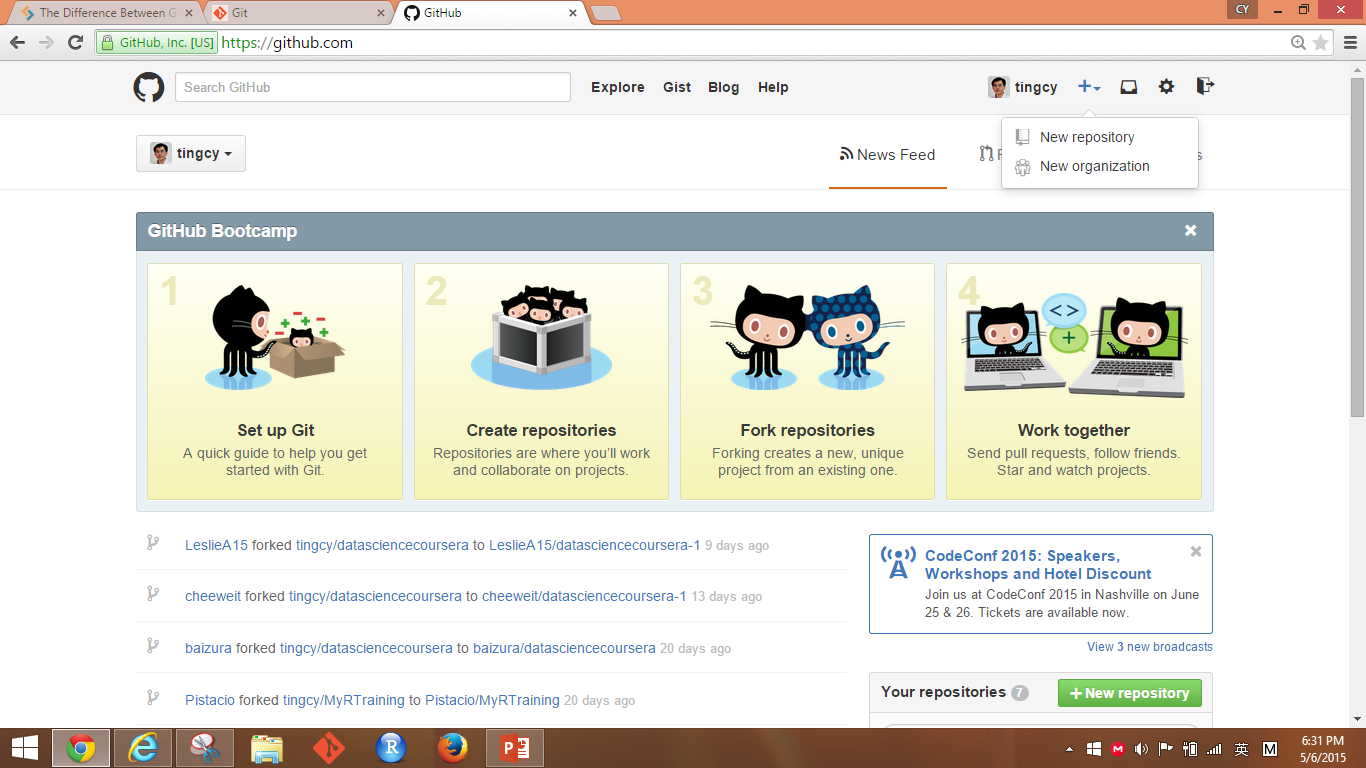 The Difference Between G
Git
GitHub
CY
GitHub, Inc. [US]
https://github.com
Search GitHub
Explore Gist Blog Help
tingcy
New repository
New organization
tingcy
News Feed
GitHub Bootcamp
1
Set up Git
A quick guide to help you get
started with Git.
2
Create repositories
Repositories are where you’ll work
and collaborate on projects.
3
Fork repositories
Forking creates a new, unique
project from an existing one.
4
Work together
Send pull requests, follow friends.
Star and watch projects.
LeslieA15 forked tingcy/datasciencecoursera to LeslieA15/datasciencecoursera-1 9 days ago
cheeweit forked tingcy/datasciencecoursera to cheeweit/datasciencecoursera-1 13 days ago
baizura forked tingcy/datasciencecoursera to baizura/datasciencecoursera 20 days ago
Pistacio forked tingcy/MyRTraining to Pistacio/MyRTraining 20 days ago
CodeConf 2015: Speakers,
Workshops and Hotel Discount
Join us at CodeConf 2015 in Nashville on June
25 & 26. Tickets are available now.
View 3 new broadcasts
Your repositories 7
New repository
英
M
6:31 PM
5/6/2015